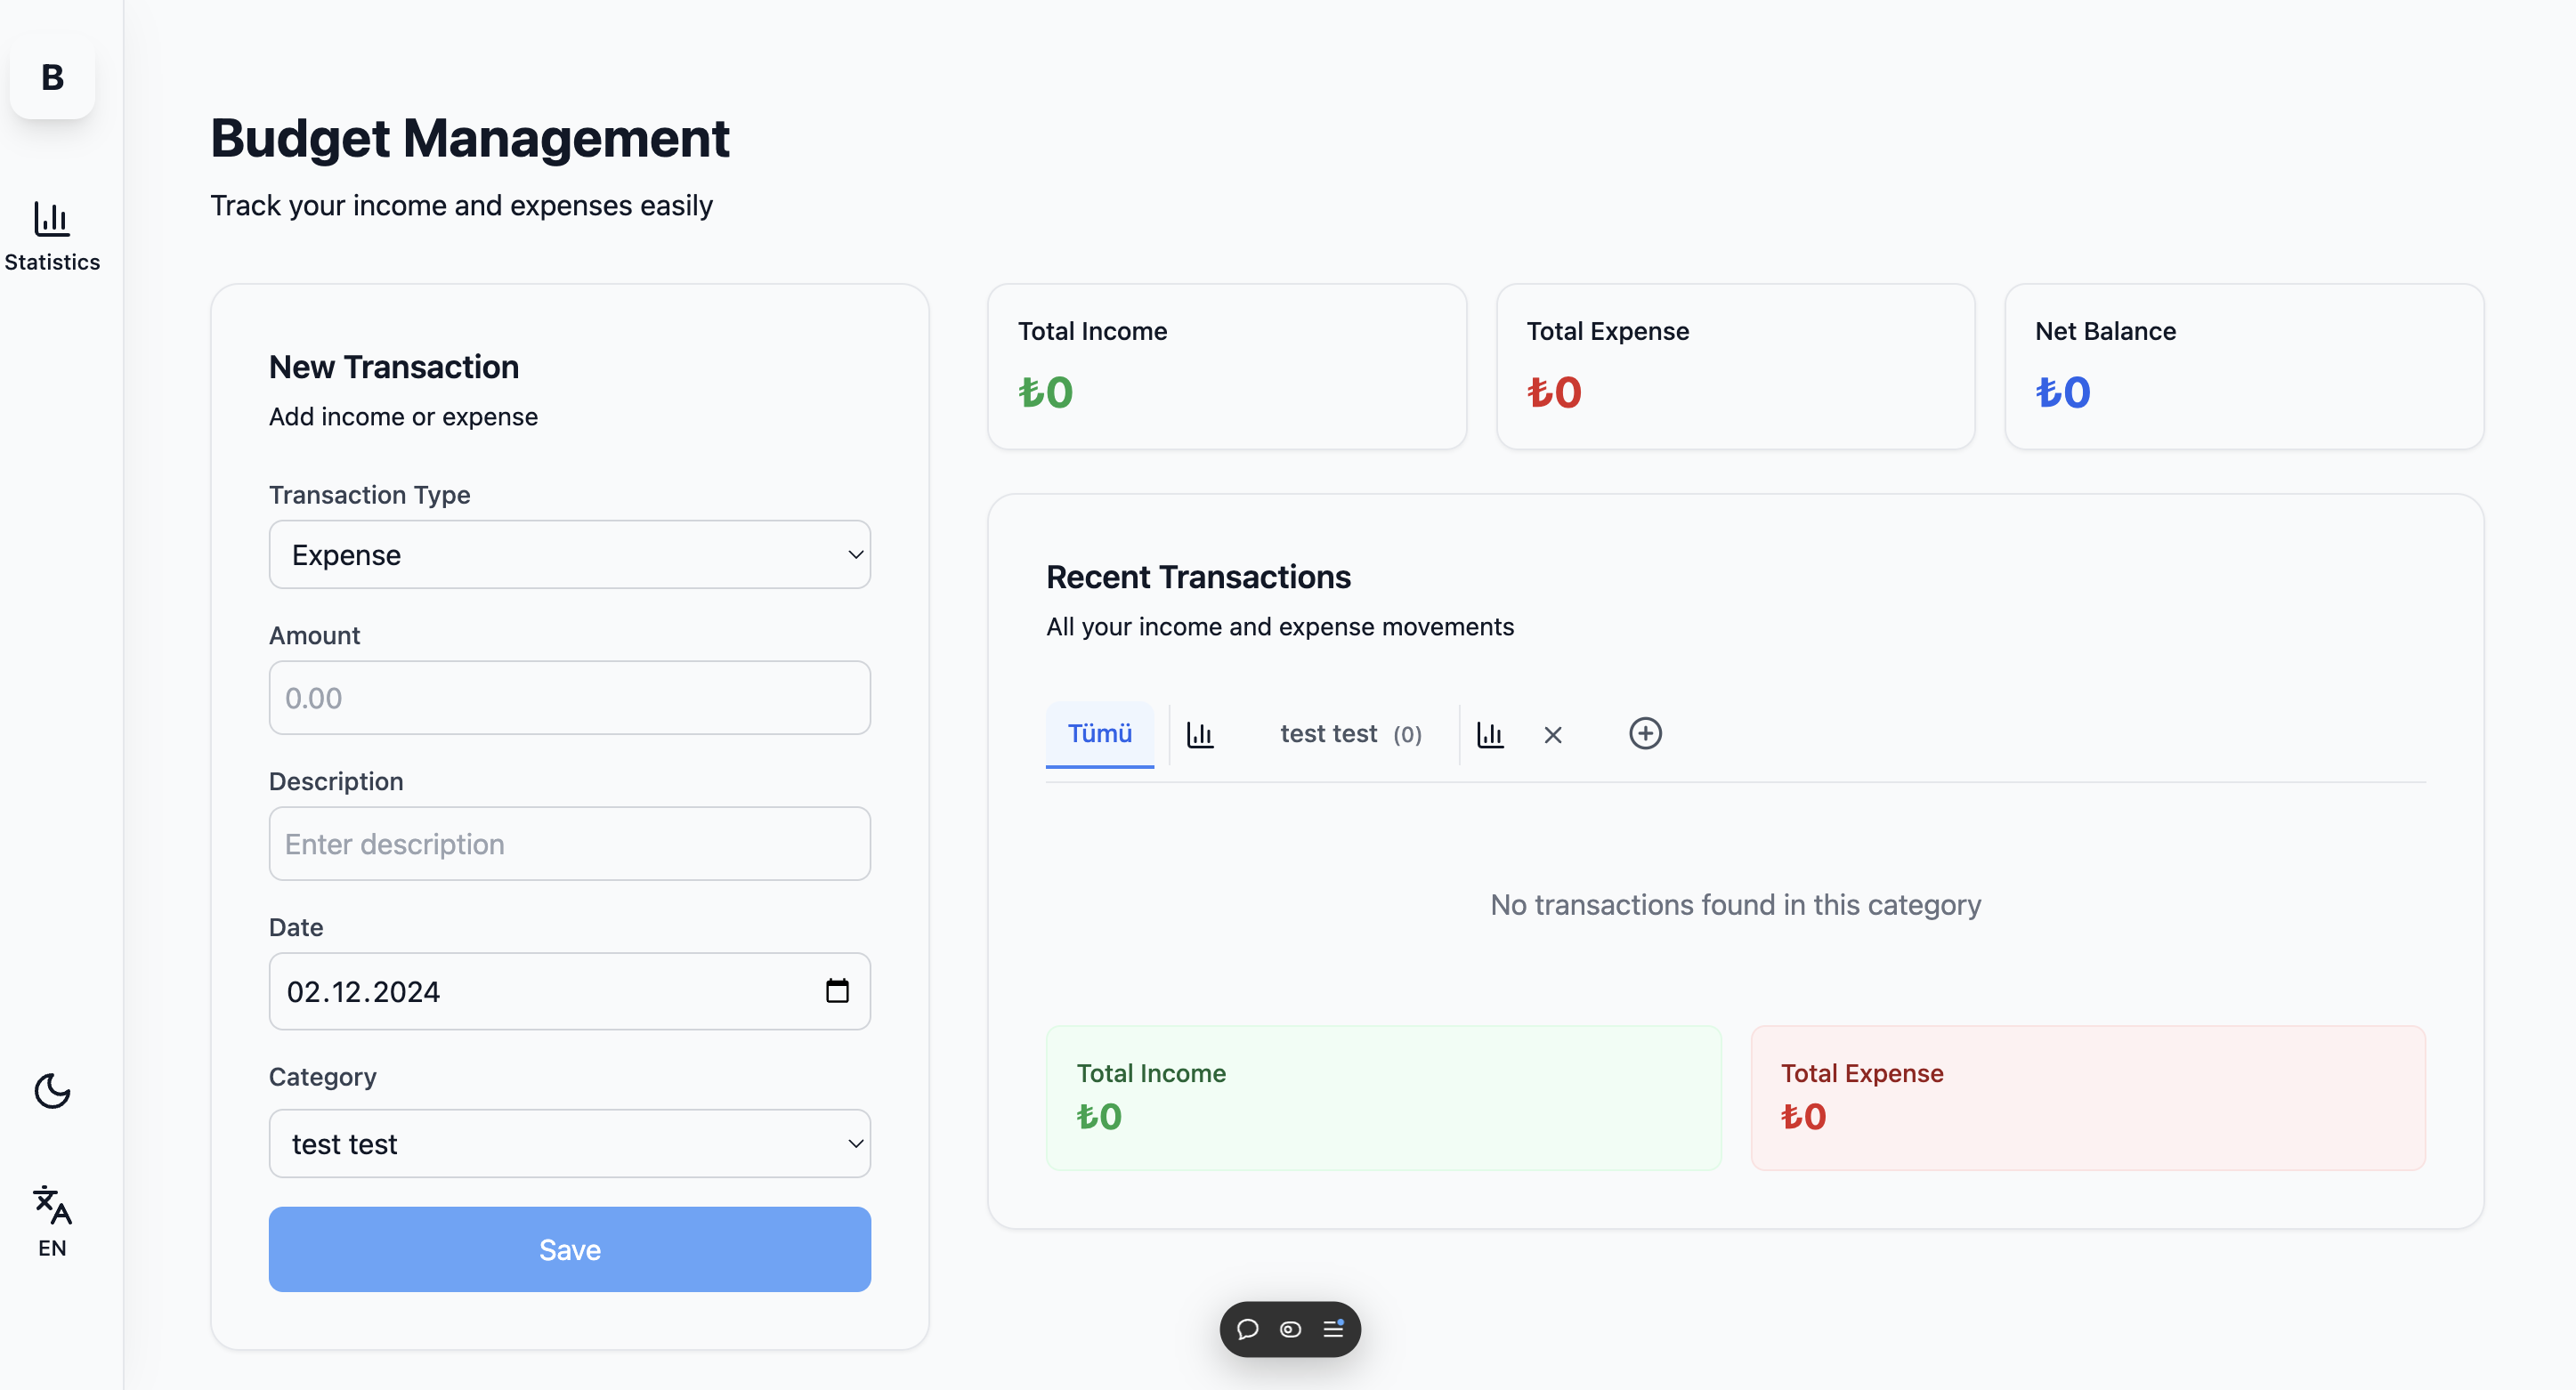 B
Statistics
EN
Budget Management
Track your income and expenses easily
New Transaction
Add income or expense
Transaction Type
Expense
Amount
0.00
Description
Enter description
Date
02.12.2024
Category
test test
Save
Total Income
₺0
Total Expense
₺0
Net Balance
₺0
Recent Transactions
All your income and expense movements
Tümü test test (0)
No transactions found in this category
Total Income
₺0
Total Expense
₺0